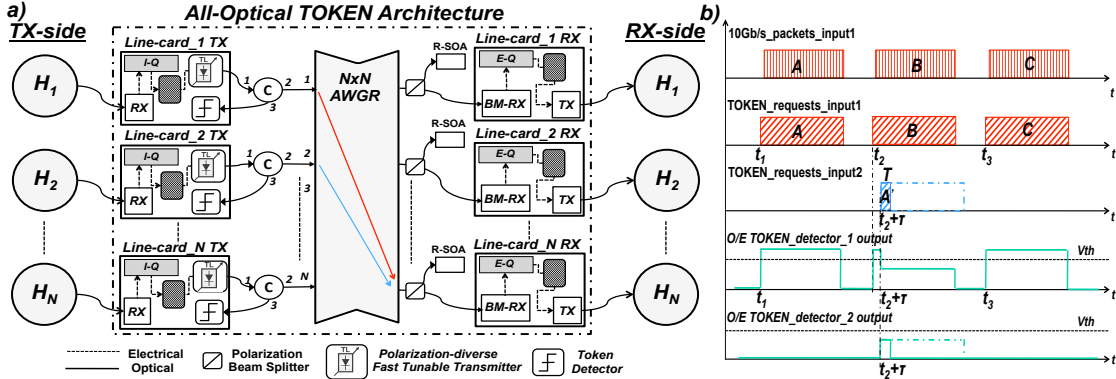 a)
All-Optical TOKEN Architecture
TX-side
RX-side
Line-card_1 TX
I-Q
TL
RX
H1
1
C
2
3
1
Line-card_2 TX
I-Q
TL
RX
H2
1
C
2
3
2
3
Line-card_N TX
I-Q
TL
RX
HN
1
C
2
3
N
NxN
AWGR
R-SOA
Line-card_1 RX
E-Q
BM-RX
TX
H1
R-SOA
Line-card_2 RX
E-Q
BM-RX
TX
H2
R-SOA
Line-card_N RX
E-Q
BM-RX
TX
HN
Electrical
Optical
Polarization
Beam Splitter
TL
Polarization-diverse
Fast Tunable Transmitter
Token
Detector
b)
10Gb/s_packets_input1
A
B
C
t
TOKEN_requests_input1
A
B
C
t1
t2
t3
t
TOKEN_requests_input2
T
A
t2+τ
t
O/E TOKEN_detector_1 output
Vth
t1
t2+τ
t3
t
O/E TOKEN_detector_2 output
Vth
t2+τ
t